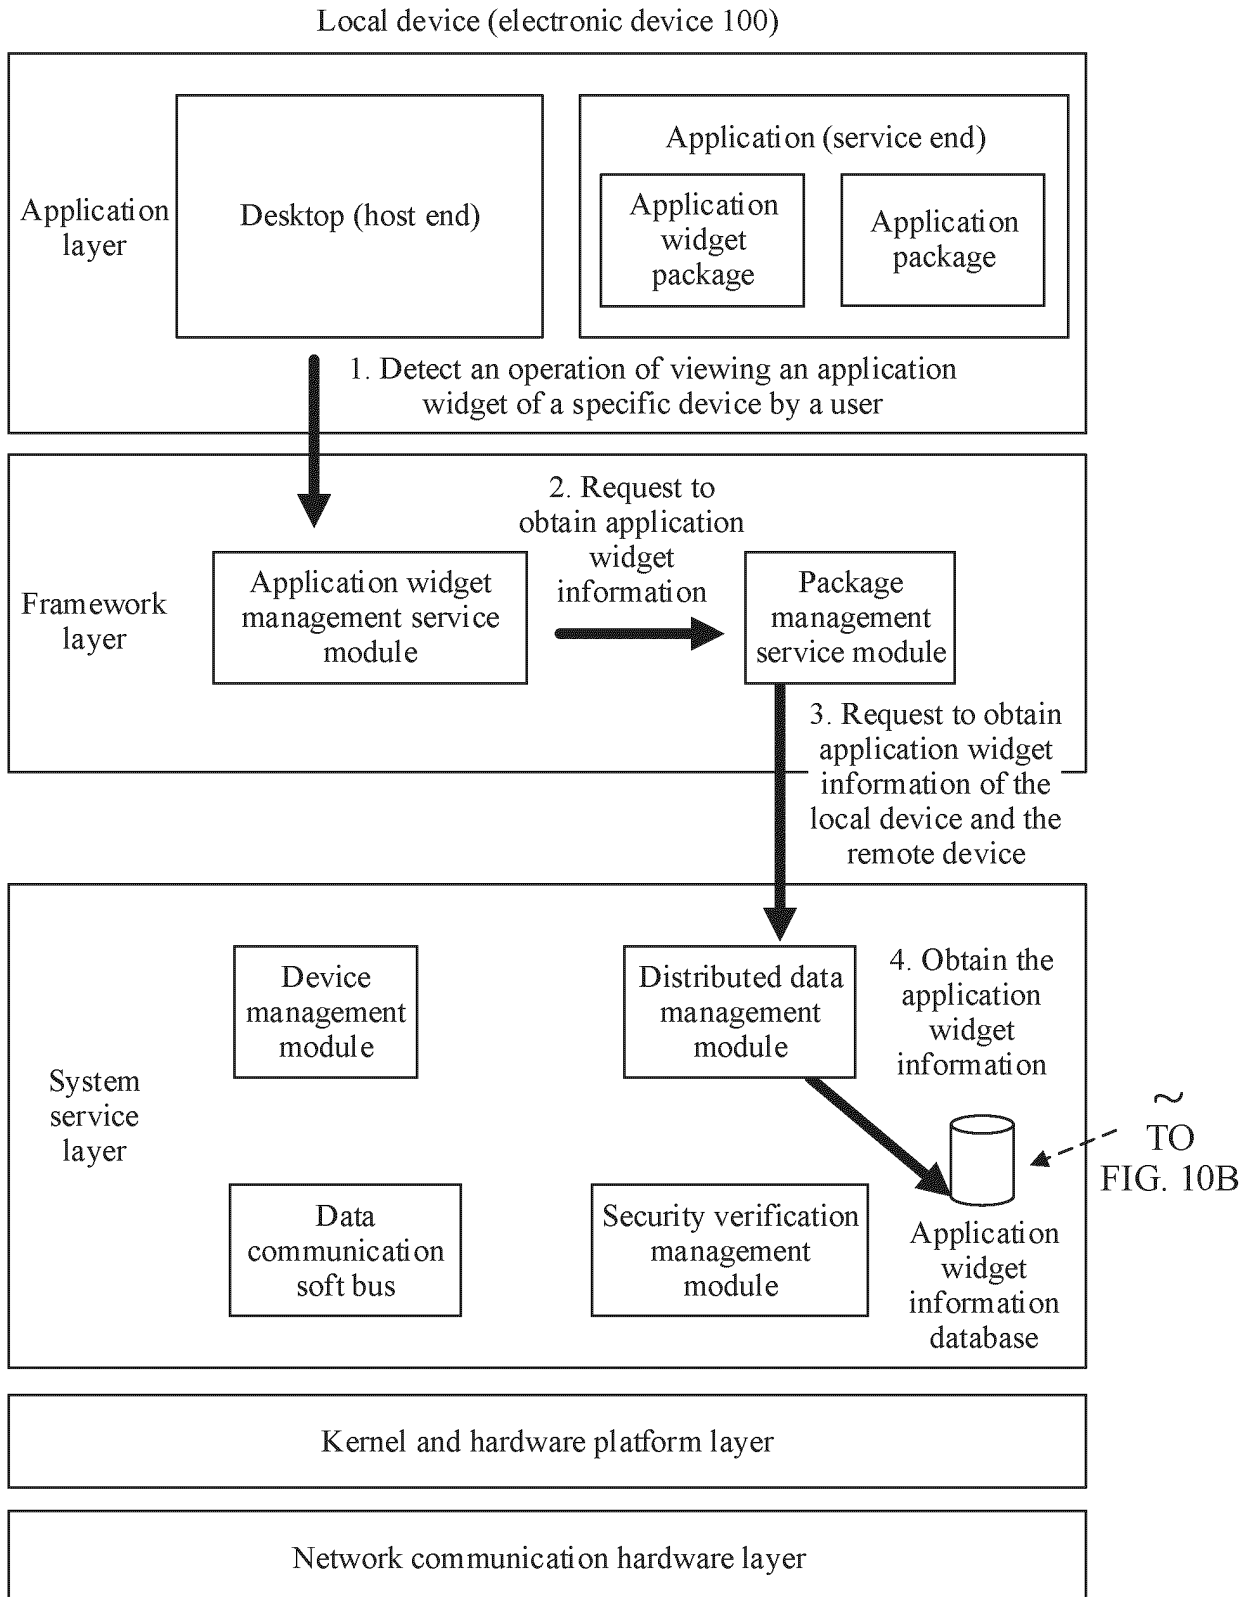 Local device (electronic device 100)
Application
layer
Desktop (host end)
Application (service end)
Application
widget
package
Application
package
1. Detect an operation of viewing an application
widget of a specific device by a user
Framework
layer
Application widget
management service
module
2. Request to
obtain application
widget
information
Package
management
service module
3. Request to obtain
application widget
information of the
local device and the
remote device
System
service
layer
Device
management
module
Distributed data
management
module
4. Obtain the
application
widget
information
~
TO
FIG. 10B
Data
communication
soft bus
Security verification
management
module
Application
widget
information
database
Kernel and hardware platform layer
Network communication hardware layer